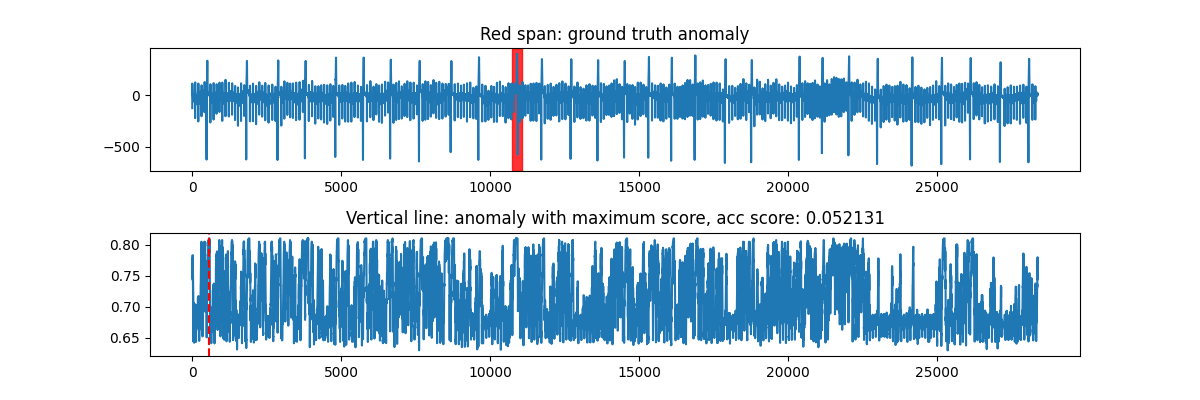 Red span: ground truth anomaly
0
−500
0 5000 10000 15000 20000 25000
Vertical line: anomaly with maximum score, acc score: 0.052131
0.80
0.75
0.70
0.65
0 5000 10000 15000 20000 25000